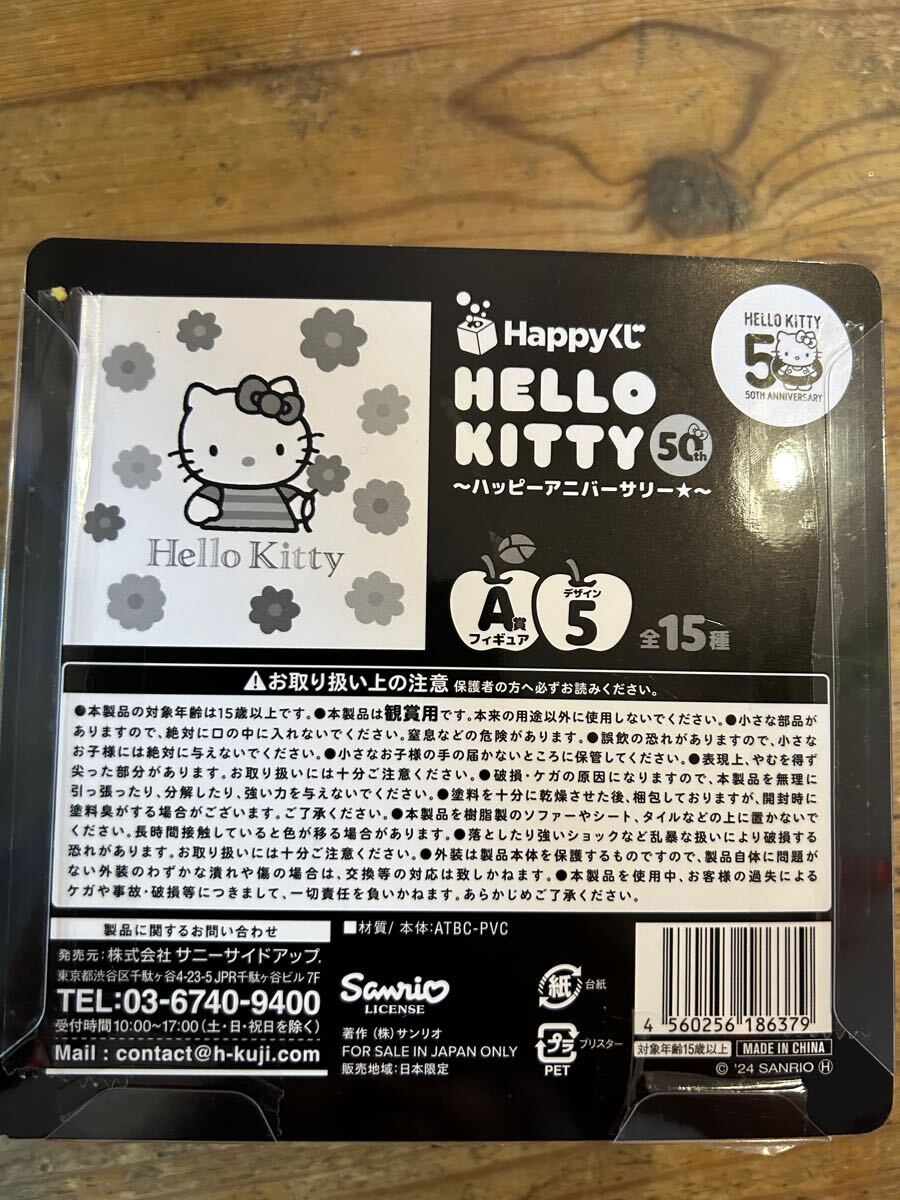 Happyくじ
HELLO
KITTY 50th
～ハッピーアニバーサリー★～
HELLO KITTY
50
50TH ANNIVERSARY
Hello Kitty
A賞
フィギュア
デザイン
5
全15種
⚠お取り扱い上の注意 保護者の方へ必ずお読みください。
●本製品の対象年齢は15歳以上です。●本製品は観賞用です。本来の用途以外に使用しないでください。●小さな部品が
ありますので、絶対に口の中に入れないでください。窒息などの危険があります。●誤飲の恐れがありますので、小さな
お子様には絶対に与えないでください。●小さなお子様の手の届かないところに保管してください。●表現上、やむを得ず
尖った部分があります。お取り扱いには十分ご注意ください。●破損・ケガの原因になりますので、本製品を無理に
引っ張ったり、分解したり、強い力を与えないでください。●塗料を十分に乾燥させた後、梱包しておりますが、開封時に
塗料臭がする場合がございます。ご了承ください。●本製品を樹脂製のソファーやシート、タイルなどの上に置かないで
ください。長時間接触していると色が移る場合があります。●落としたり強いショックなど乱暴な扱いにより破損する
恐れがあります。お取り扱いには十分ご注意ください。●外装は製品本体を保護するものですので、製品自体に問題が
ない外装のわずかな潰れや傷の場合は、交換等の対応は致しかねます。●本製品を使用中、お客様の過失による
ケガや事故・破損等につきまして、一切責任を負いかねます。あらかじめご了承ください。
製品に関するお問い合わせ
発売元:株式会社 サニーサイドアップ.
東京都渋谷区千駄ヶ谷4-23-5 JPR千駄ヶ谷ビル 7F
TEL:03-6740-9400
受付時間10:00～17:00(土・日・祝日を除く)
Mail : contact@h-kuji.com
■材質/ 本体:ATBC-PVC
Sanrio
LICENSE
著作 (株)サンリオ
FOR SALE IN JAPAN ONLY
販売地域:日本限定
紙 台紙
プラ ブリスター
PET
4 560256 186379
対象年齢15歳以上 MADE IN CHINA
© '24 SANRIO Ⓗ